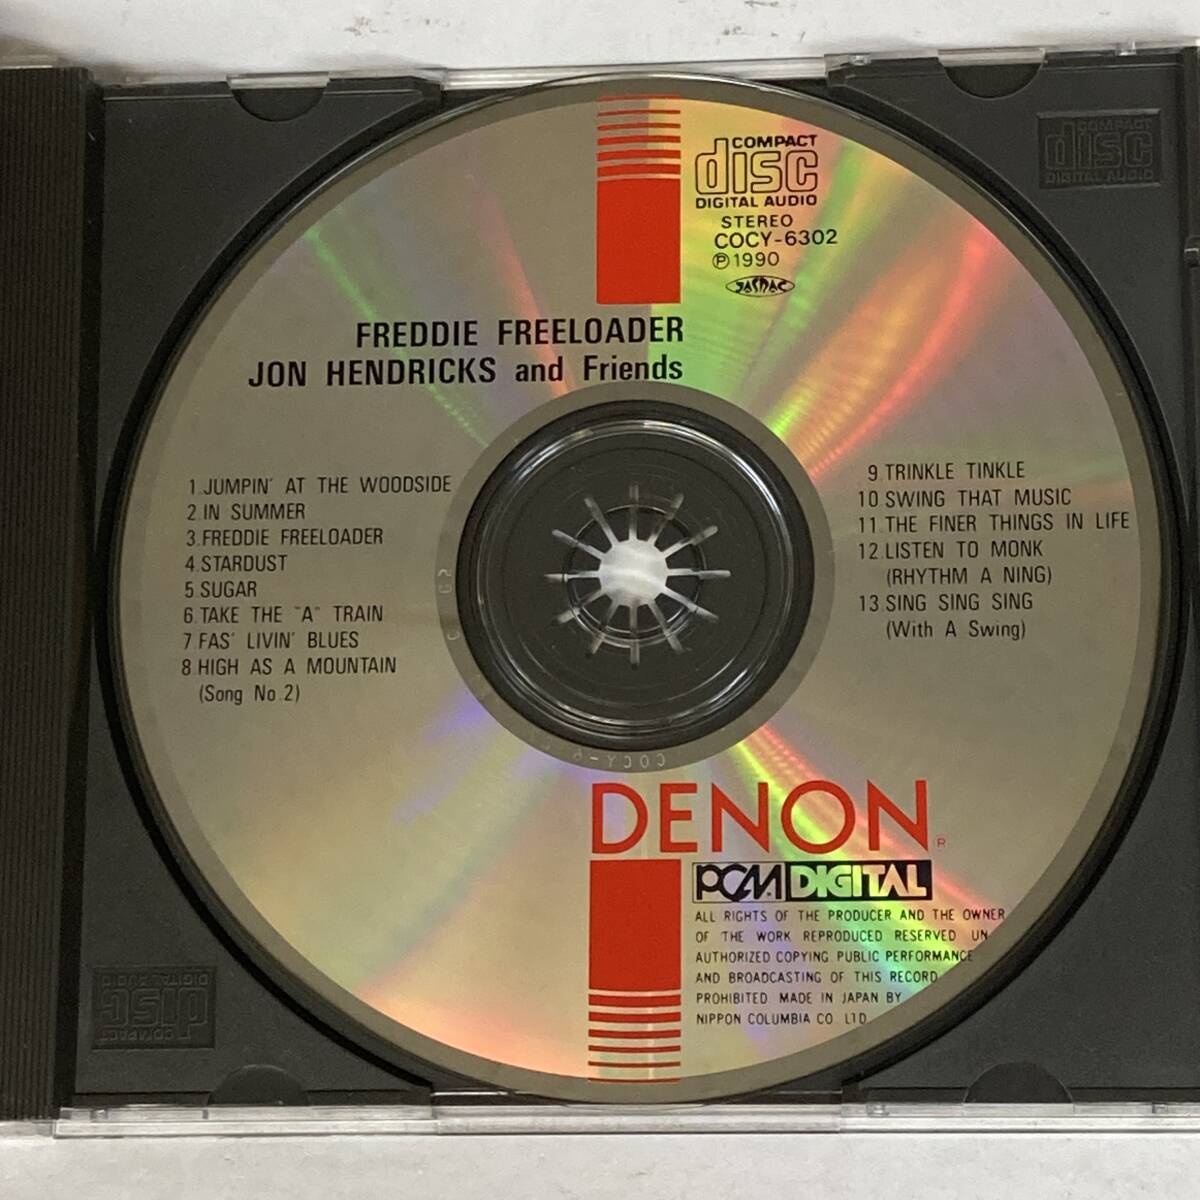 COMPACT
disc
DIGITAL AUDIO
STEREO
COCY-6302
Ⓟ1990
JASRAC
FREDDIE FREELOADER
JON HENDRICKS and Friends
1.JUMPIN' AT THE WOODSIDE
2.IN SUMMER
3.FREDDIE FREELOADER
4.STARDUST
5.SUGAR
6.TAKE THE "A" TRAIN
7.FAS' LIVIN' BLUES
8.HIGH AS A MOUNTAIN
(Song No.2)
9.TRINKLE TINKLE
10.SWING THAT MUSIC
11.THE FINER THINGS IN LIFE
12.LISTEN TO MONK
(RHYTHM A NING)
13.SING SING SING
(With A Swing)
DENON®
PCM DIGITAL
ALL RIGHTS OF THE PRODUCER AND THE OWNER
OF THE WORK REPRODUCED RESERVED UN-
AUTHORIZED COPYING PUBLIC PERFORMANCE
AND BROADCASTING OF THIS RECORD
PROHIBITED MADE IN JAPAN BY
NIPPON COLUMBIA CO. LTD.
COMPACT
disc
DIGITAL AUDIO
COMPACT
disc
DIGITAL AUDIO